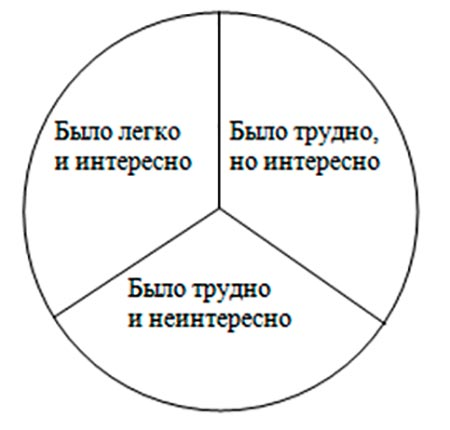 Было легко
и интересно
Было трудно,
но интересно
Было трудно
и неинтересно